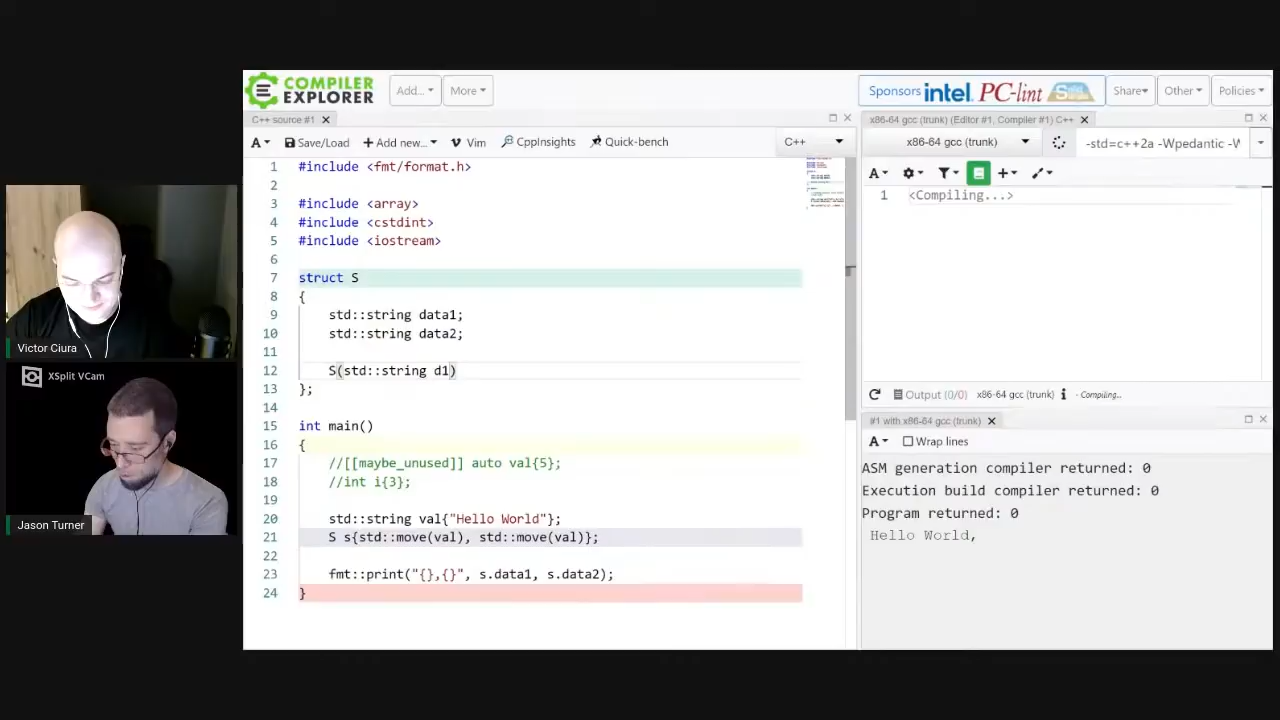 COMPILER
EXPLORER
Add...
More
Sponsors intel. PC-lint
Share
Other
Policies
C++ source #1
x86-64 gcc (trunk) (Editor #1, Compiler #1) C++
A
Save/Load
Add new...
Vim
CppInsights
Quick-bench
C++
x86-64 gcc (trunk)
-std=c++2a -Wpedantic -W
A
1 <Compiling...>
1 #include <fmt/format.h>
2
3 #include <array>
4 #include <cstdint>
5 #include <iostream>
6
7 struct S
8 {
9 std::string data1;
10 std::string data2;
11
12 S(std::string d1)
13 };
14
15 int main()
16 {
17 //[[maybe_unused]] auto val{5};
18 //int i{3};
19
20 std::string val{"Hello World"};
21 S s{std::move(val), std::move(val)};
22
23 fmt::print("{},{}", s.data1, s.data2);
24 }
Output (0/0) x86-64 gcc (trunk) i - Compiling...
#1 with x86-64 gcc (trunk)
A Wrap lines
ASM generation compiler returned: 0
Execution build compiler returned: 0
Program returned: 0
Hello World,
Victor Ciura
XSplit VCam
Jason Turner